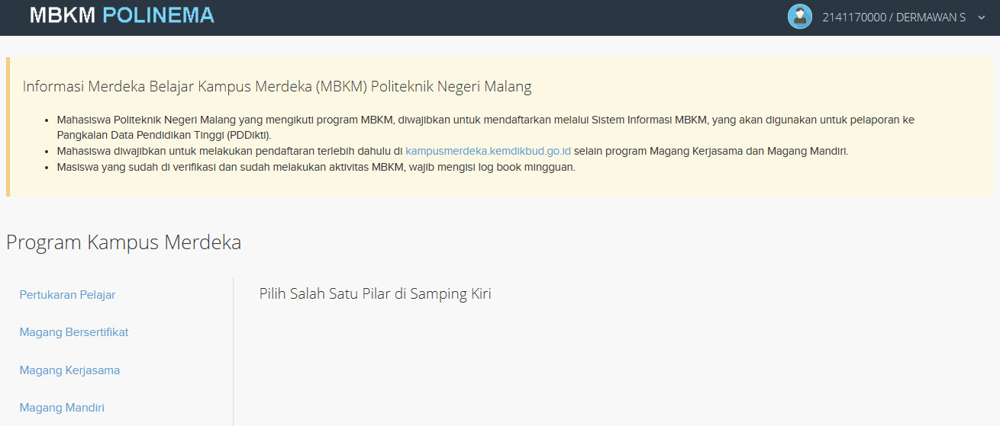 MBKM POLINEMA
2141170000 / DERMAWAN S
Informasi Merdeka Belajar Kampus Merdeka (MBKM) Politeknik Negeri Malang
Mahasiswa Politeknik Negeri Malang yang mengikuti program MBKM, diwajibkan untuk mendaftarkan melalui Sistem Informasi MBKM, yang akan digunakan untuk pelaporan ke
Pangkalan Data Pendidikan Tinggi (PDDikti).
Mahasiswa diwajibkan untuk melakukan pendaftaran terlebih dahulu di kampusmerdeka.kemdikbud.go.id selain program Magang Kerjasama dan Magang Mandiri.
Masiswa yang sudah di verifikasi dan sudah melakukan aktivitas MBKM, wajib mengisi log book mingguan.
Program Kampus Merdeka
Pertukaran Pelajar
Magang Bersertifikat
Magang Kerjasama
Magang Mandiri
Pilih Salah Satu Pilar di Samping Kiri